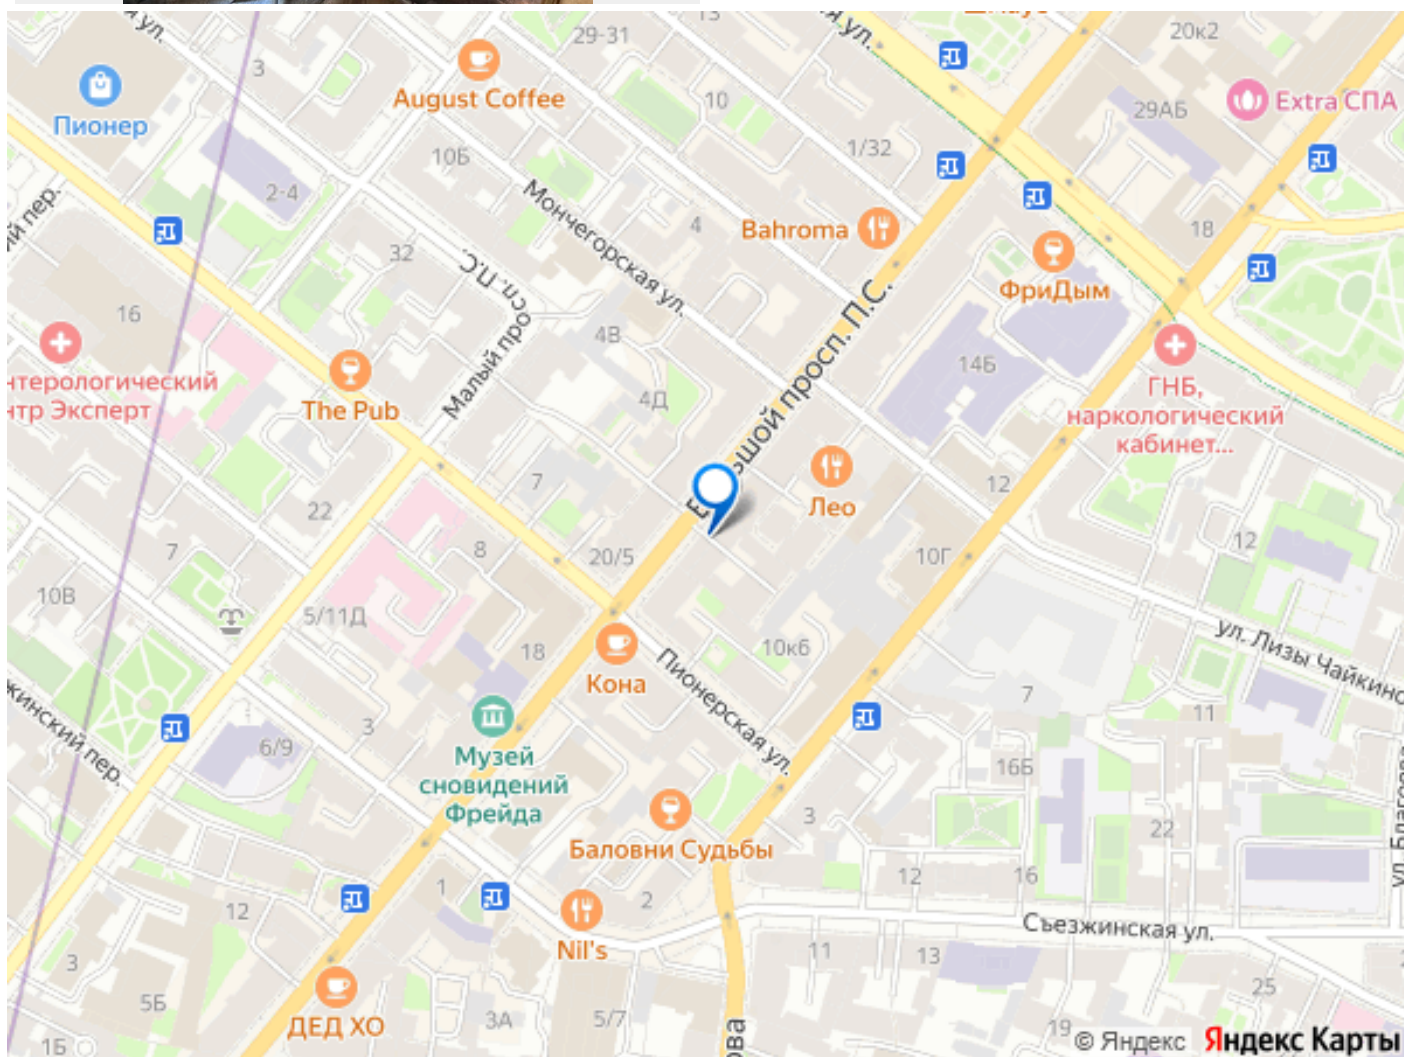 13
29-31
ул.
3
Пионер
August Coffee
10
20к2
29АБ
Extra СПА
10Б
1/32
2-4
Мончегорская ул.
4
Bahroma
18
32
ФриДым
16
4В
Малый просп. П.С.
14Б
The Pub
4Д
ГНБ,
наркологический
кабинет...
Лео
7
12
22
8
20/5
10Г
12
7
10В
5/11Д
18
10к6
ул. Лизы Чайкино
Кона
Пионерская ул.
7
11
3
6/9
Музей
сновидений
Фрейда
16Б
3
22
Баловни Судьбы
1
12
2
12
16
Съезжинская ул.
Nil's
11
13
3
5Б
ДЕД ХО
3А
5/7
25
19
1Б
© Яндекс Яндекс Карты